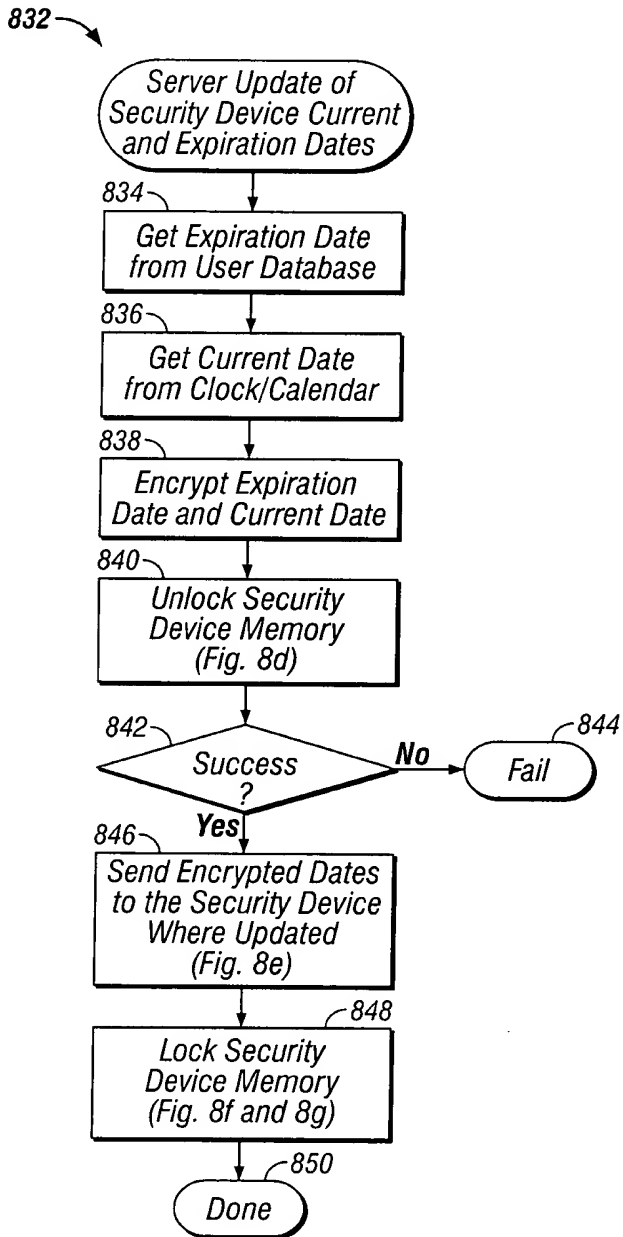 832
Server Update of
Security Device Current
and Expiration Dates
834
Get Expiration Date
from User Database
836
Get Current Date
from Clock/Calendar
838
Encrypt Expiration
Date and Current Date
840
Unlock Security
Device Memory
(Fig. 8d)
842
Success
?
No
844
Fail
Yes
846
Send Encrypted Dates
to the Security Device
Where Updated
(Fig. 8e)
848
Lock Security
Device Memory
(Fig. 8f and 8g)
850
Done